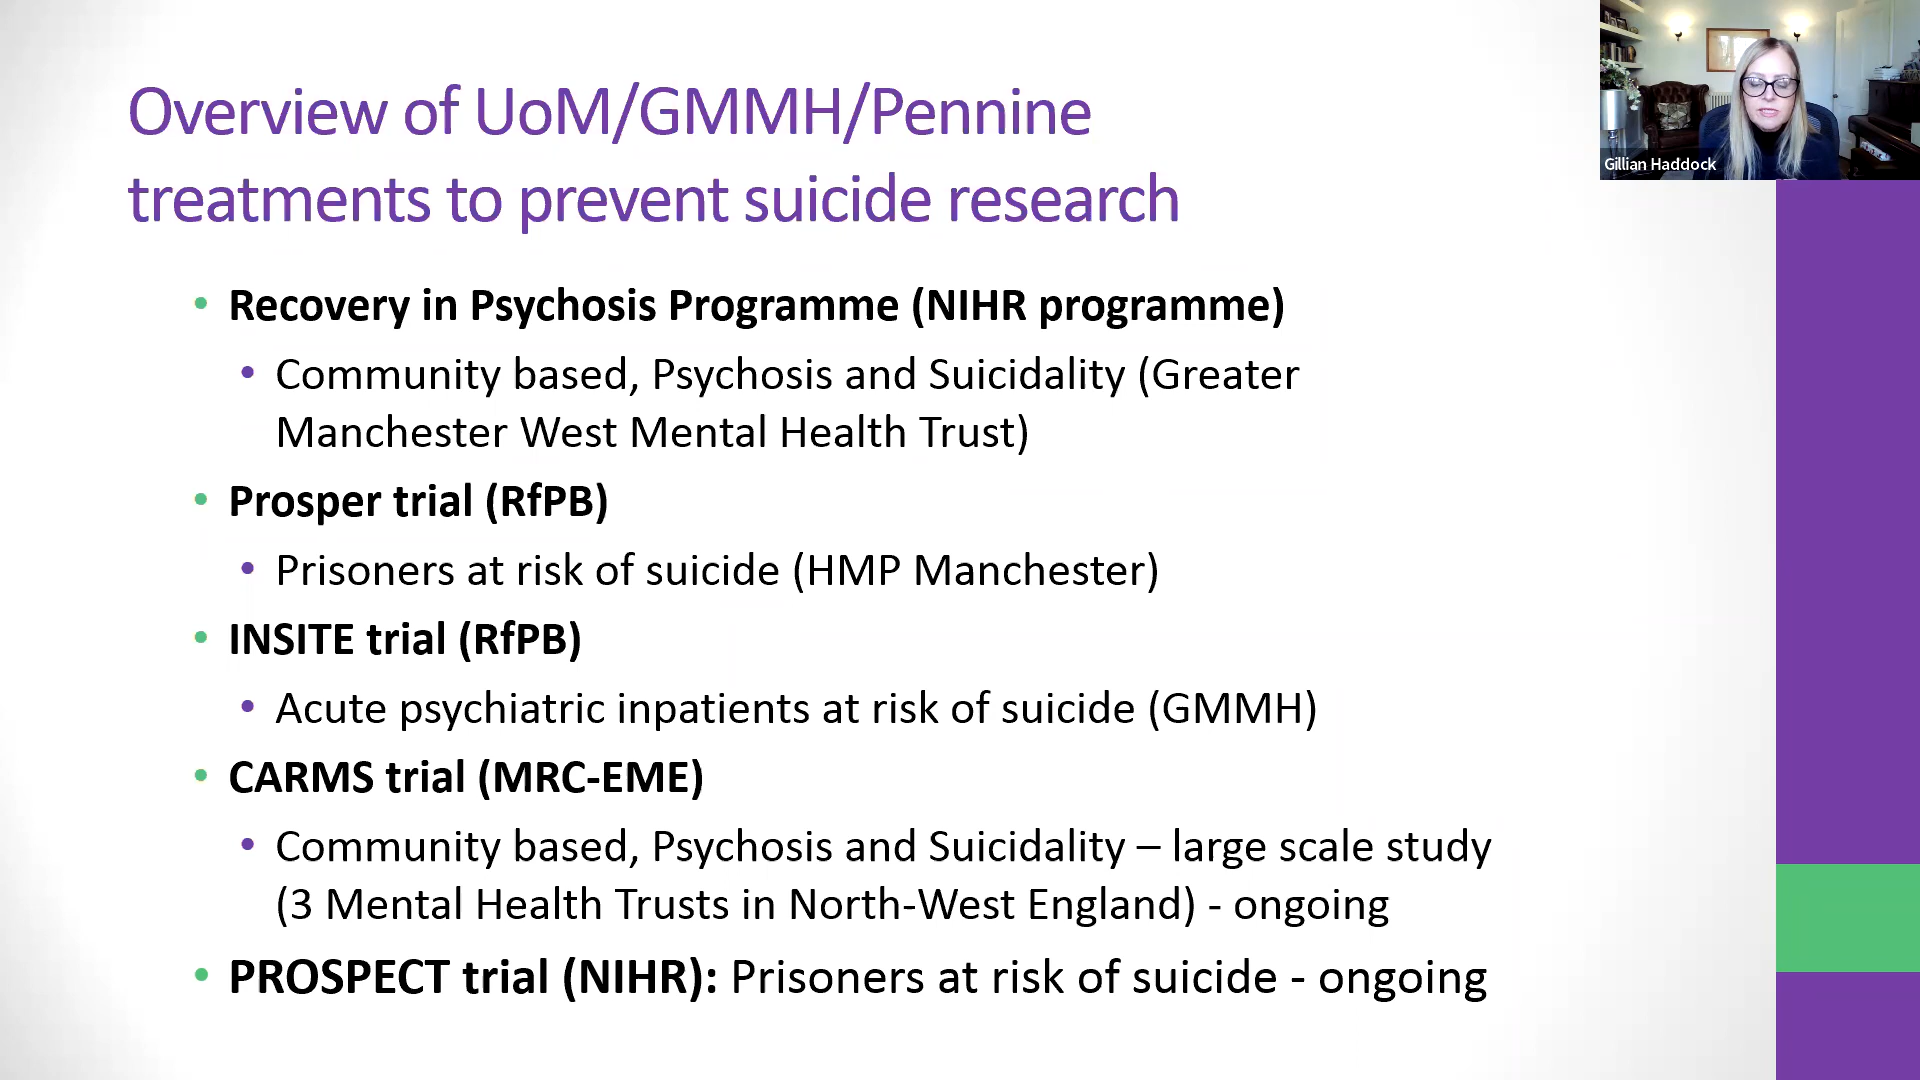 Overview of UoM/GMMH/Pennine
treatments to prevent suicide research
Gillian Haddock
• Recovery in Psychosis Programme (NIHR programme)
• Community based, Psychosis and Suicidality (Greater
Manchester West Mental Health Trust)
• Prosper trial (RfPB)
• Prisoners at risk of suicide (HMP Manchester)
• INSITE trial (RfPB)
• Acute psychiatric inpatients at risk of suicide (GMMH)
• CARMS trial (MRC-EME)
• Community based, Psychosis and Suicidality – large scale study
(3 Mental Health Trusts in North-West England) - ongoing
• PROSPECT trial (NIHR): Prisoners at risk of suicide - ongoing